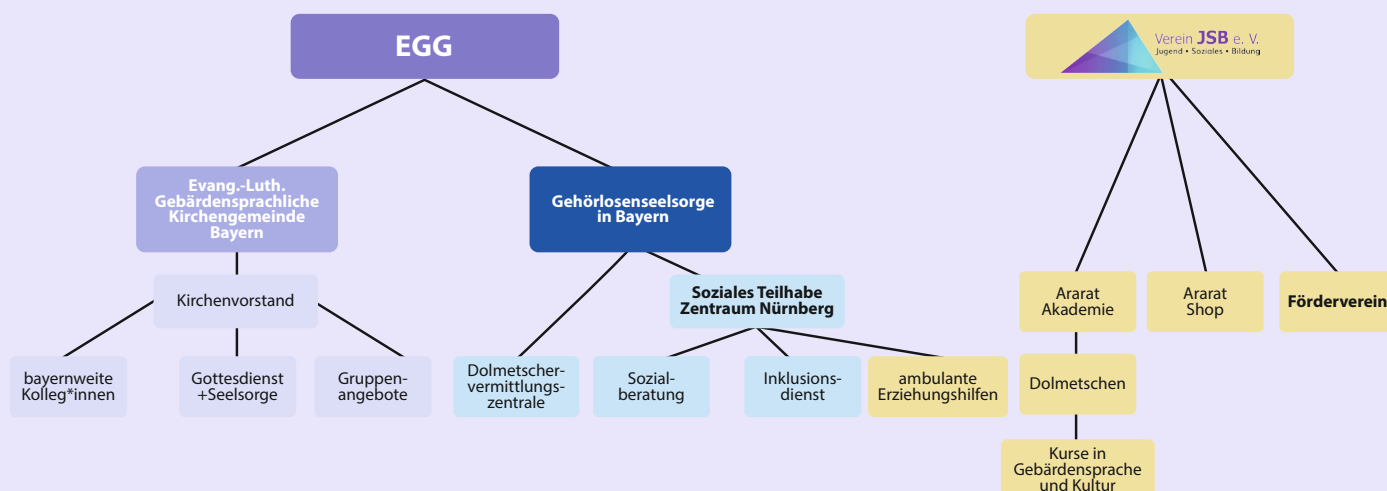 EGG
Verein JSB e. V.
Jugend • Soziales • Bildung
Evang.-Luth.
Gebärdensprachliche
Kirchengemeinde
Bayern
Gehörlosenseelsorge
in Bayern
Kirchenvorstand
Soziales Teilhabe
Zentraum Nürnberg
Ararat
Akademie
Ararat
Shop
Förderverein
bayernweite
Kolleg*innen
Gottesdienst
+Seelsorge
Gruppen-
angebote
Dolmetscher-
vermittlungs-
zentrale
Sozial-
beratung
Inklusions-
dienst
ambulante
Erziehungshilfen
Dolmetschen
Kurse in
Gebärdensprache
und Kultur